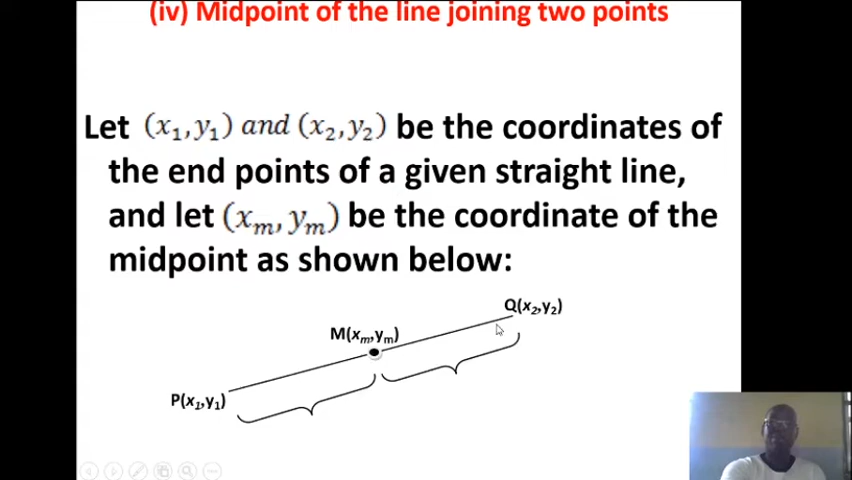 (iv) Midpoint of the line joining two points
Let (x₁,y₁) and (x₂,y₂) be the coordinates of
the end points of a given straight line,
and let (xₘ, yₘ) be the coordinate of the
midpoint as shown below:
Q(x₂,y₂)
M(xₘ,yₘ)
P(x₁,y₁)